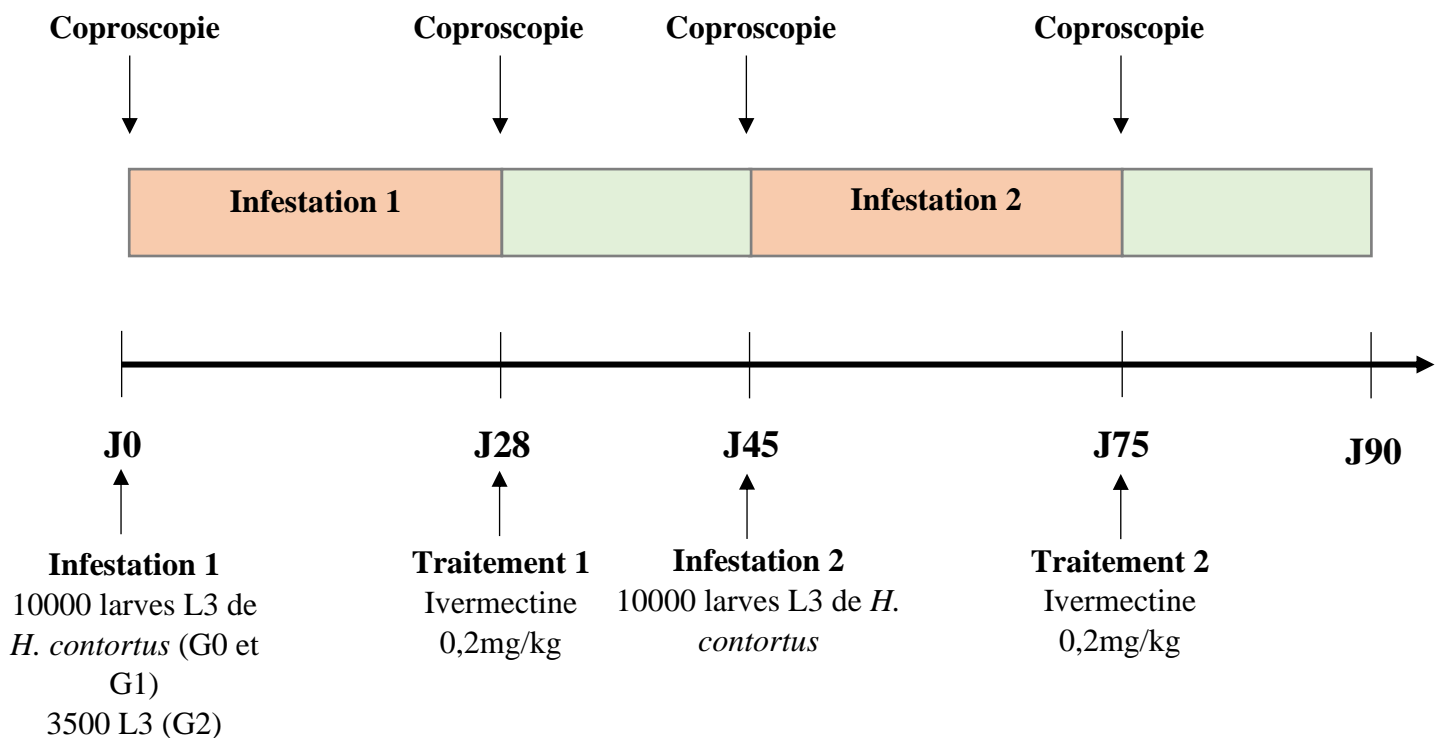 Coproscopie Coproscopie Coproscopie Coproscopie
Infestation 1 Infestation 2
J0 J28 J45 J75 J90
Infestation 1
10000 larves L3 de
H. contortus (G0 et
G1)
3500 L3 (G2)
Traitement 1
Ivermectine
0,2mg/kg
Infestation 2
10000 larves L3 de H.
contortus
Traitement 2
Ivermectine
0,2mg/kg